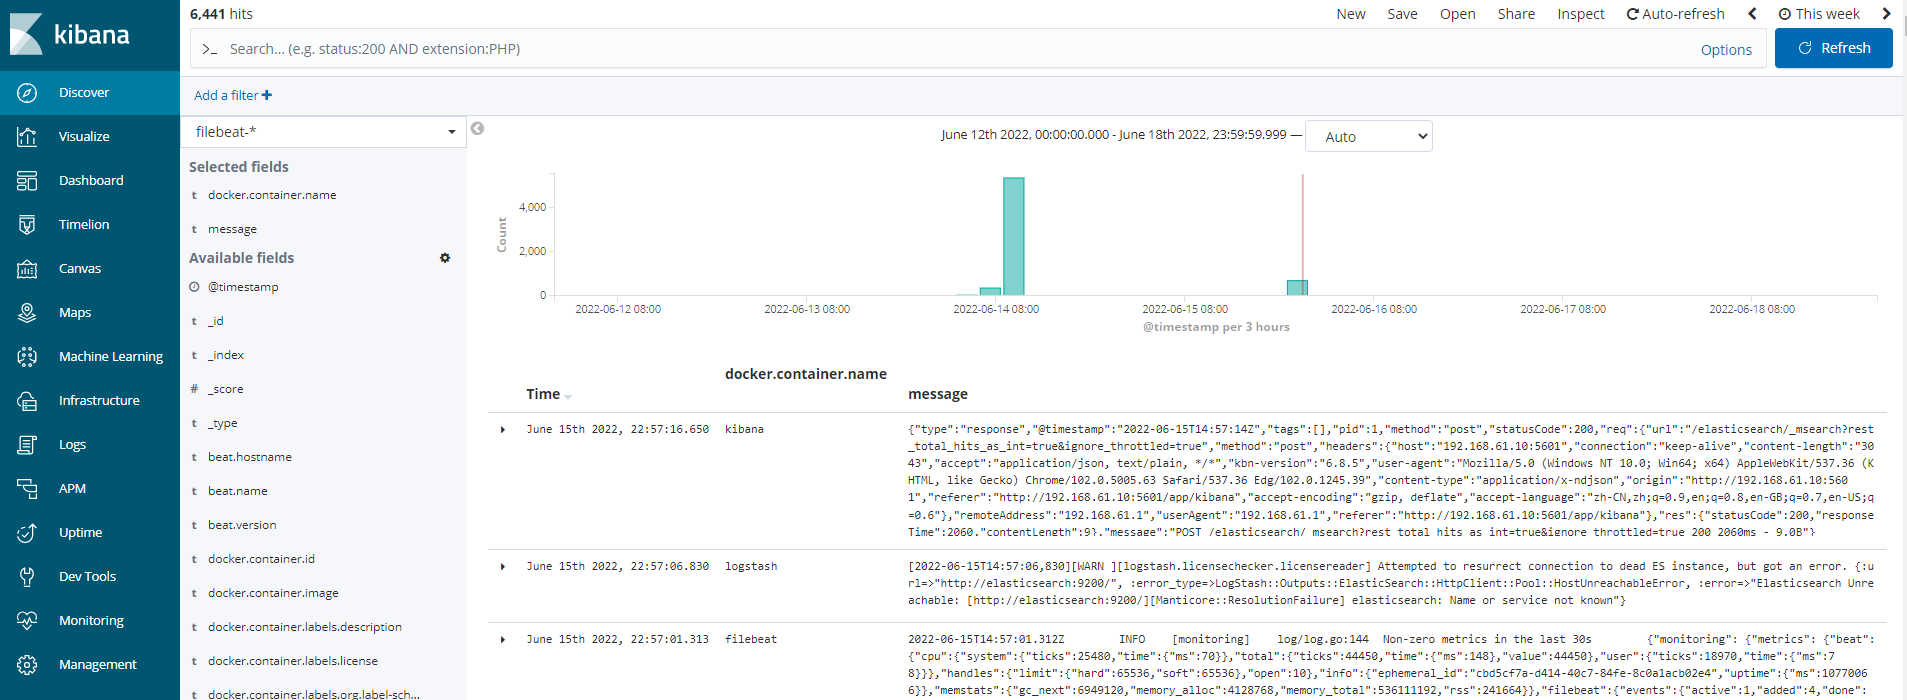 kibana
Discover
Visualize
Dashboard
Timelion
Canvas
Maps
Machine Learning
Infrastructure
Logs
APM
Uptime
Dev Tools
Monitoring
Management
6,441 hits
New Save Open Share Inspect Auto-refresh This week
>_ Search... (e.g. status:200 AND extension:PHP) Options Refresh
Add a filter +
filebeat-*
Selected fields
t docker.container.name
t message
Available fields
@timestamp
t _id
t _index
# _score
t _type
t beat.hostname
t beat.name
t beat.version
t docker.container.id
t docker.container.image
t docker.container.labels.description
t docker.container.labels.license
t docker.container.labels.org.label-sch...
June 12th 2022, 00:00:00.000 - June 18th 2022, 23:59:59.999 — Auto
Count
4,000
2,000
0
2022-06-12 08:00 2022-06-13 08:00 2022-06-14 08:00 2022-06-15 08:00 2022-06-16 08:00 2022-06-17 08:00 2022-06-18 08:00
@timestamp per 3 hours
Time docker.container.name message
June 15th 2022, 22:57:16.650 kibana {"type":"response","@timestamp":"2022-06-15T14:57:14Z","tags":[],"pid":1,"method":"post","statusCode":200,"req":{"url":"/elasticsearch/_msearch?rest
_total_hits_as_int=true&ignore_throttled=true","method":"post","headers":{"host":"192.168.61.10:5601","connection":"keep-alive","content-length":"30
43","accept":"application/json, text/plain, */*","kbn-version":"6.8.5","user-agent":"Mozilla/5.0 (Windows NT 10.0; Win64; x64) AppleWebKit/537.36 (K
HTML, like Gecko) Chrome/102.0.5005.63 Safari/537.36 Edg/102.0.1245.39","content-type":"application/x-ndjson","origin":"http://192.168.61.10:560
1","referer":"http://192.168.61.10:5601/app/kibana","accept-encoding":"gzip, deflate","accept-language":"zh-CN,zh;q=0.9,en;q=0.8,en-GB;q=0.7,en-US;q
=0.6"},"remoteAddress":"192.168.61.1","userAgent":"192.168.61.1","referer":"http://192.168.61.10:5601/app/kibana"},"res":{"statusCode":200,"response
Time":2060,"contentLength":9},"message":"POST /elasticsearch/_msearch?rest_total_hits_as_int=true&ignore_throttled=true 200 2060ms - 9.0B"}
June 15th 2022, 22:57:06.830 logstash [2022-06-15T14:57:06,830][WARN ][logstash.licensechecker.licensereader] Attempted to resurrect connection to dead ES instance, but got an error. {:u
rl=>"http://elasticsearch:9200/", :error_type=>LogStash::Outputs::ElasticSearch::HttpClient::Pool::HostUnreachableError, :error=>"Elasticsearch Unre
achable: [http://elasticsearch:9200/][Manticore::ResolutionFailure] elasticsearch: Name or service not known"}
June 15th 2022, 22:57:01.313 filebeat 2022-06-15T14:57:01.312Z INFO [monitoring] log/log.go:144 Non-zero metrics in the last 30s {"monitoring": {"metrics": {"beat":
{"cpu":{"system":{"ticks":25480,"time":{"ms":70}},"total":{"ticks":44450,"time":{"ms":148},"value":44450},"user":{"ticks":18970,"time":{"ms":7
8}}},"handles":{"limit":{"hard":65536,"soft":65536},"open":10},"info":{"ephemeral_id":"cbd5cf7a-d414-40c7-84fe-8c0a1acb02e4","uptime":{"ms":1077006
6}},"memstats":{"gc_next":6949120,"memory_alloc":4128768,"memory_total":536111192,"rss":241664}},"filebeat":{"events":{"active":1,"added":4,"done":